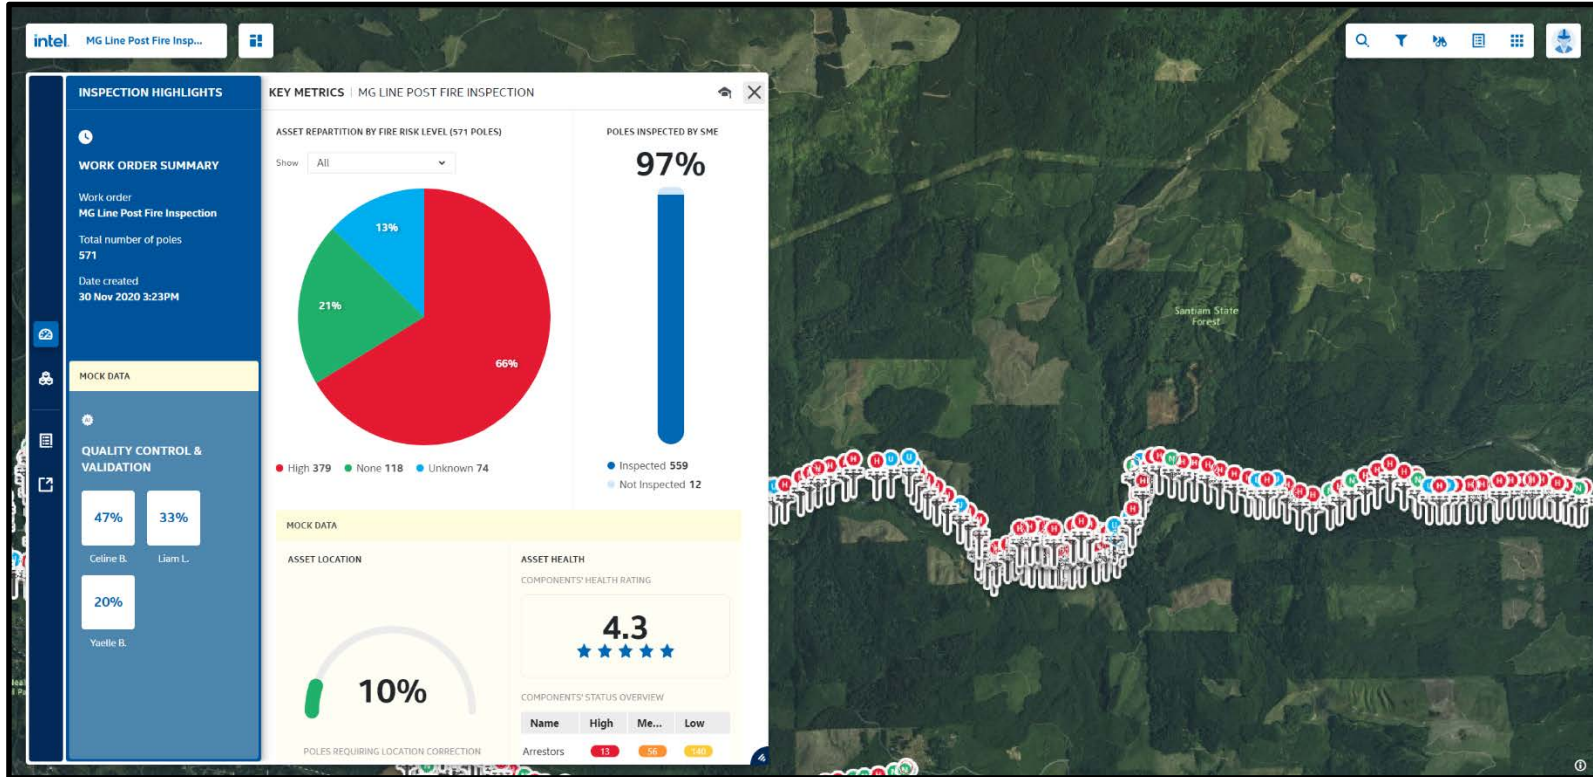 intel. MG Line Post Fire Insp...
INSPECTION HIGHLIGHTS
WORK ORDER SUMMARY
Work order
MG Line Post Fire Inspection
Total number of poles
571
Date created
30 Nov 2020 3:23PM
MOCK DATA
AI
QUALITY CONTROL &
VALIDATION
47% 33%
Celine B. Liam L.
20%
Yaelle B.
KEY METRICS | MG LINE POST FIRE INSPECTION
ASSET REPARTITION BY FIRE RISK LEVEL (571 POLES)
Show All
13%
21%
66%
High 379 None 118 Unknown 74
POLES INSPECTED BY SME
97%
Inspected 559
Not Inspected 12
MOCK DATA
ASSET LOCATION
10%
POLES REQUIRING LOCATION CORRECTION
ASSET HEALTH
COMPONENTS' HEALTH RATING
4.3
COMPONENTS' STATUS OVERVIEW
Name High Me... Low
Arrestors 13 56 140
Santiam State
Forest